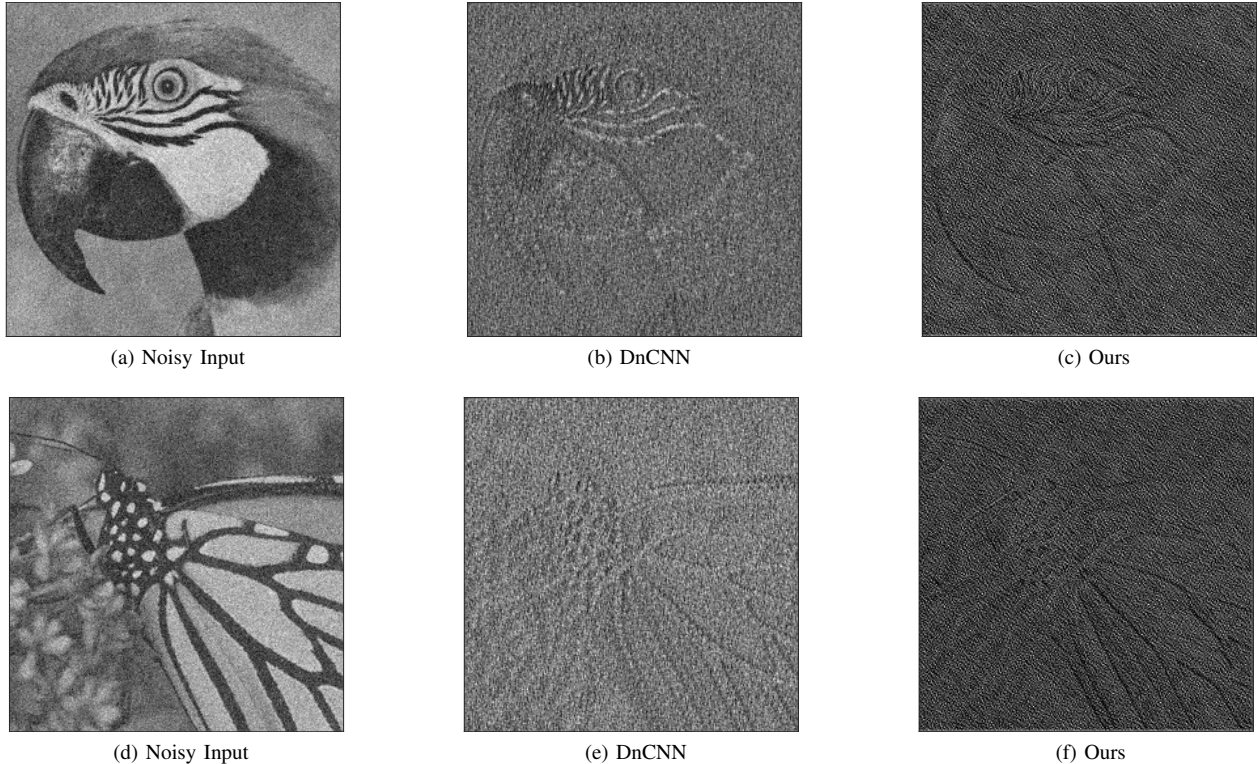 (a) Noisy Input
(b) DnCNN
(c) Ours
(d) Noisy Input
(e) DnCNN
(f) Ours